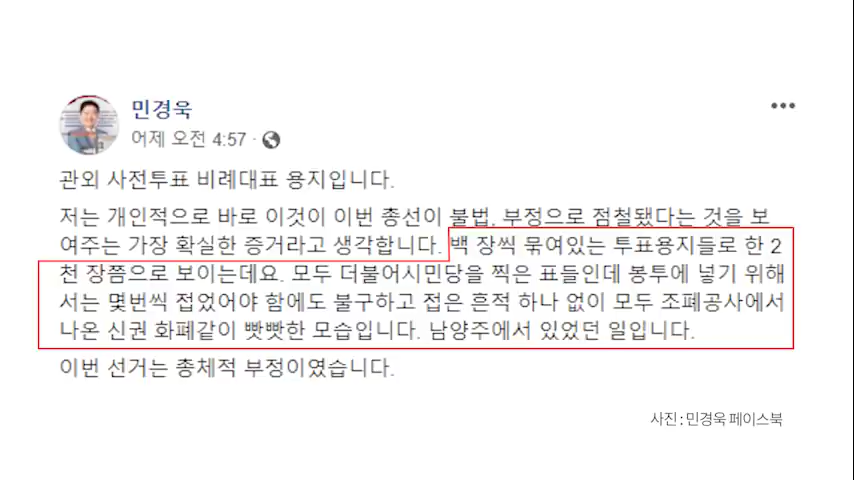 민경욱
어제 오전 4:57 ·
관외 사전투표 비례대표 용지입니다.
저는 개인적으로 바로 이것이 이번 총선이 불법, 부정으로 점철됐다는 것을 보
여주는 가장 확실한 증거라고 생각합니다. 백 장씩 묶여있는 투표용지들로 한 2
천 장쯤으로 보이는데요. 모두 더불어시민당을 찍은 표들인데 봉투에 넣기 위해
서는 몇번씩 접었어야 함에도 불구하고 접은 흔적 하나 없이 모두 조폐공사에서
나온 신권 화폐같이 빳빳한 모습입니다. 남양주에서 있었던 일입니다.
이번 선거는 총체적 부정이였습니다.
사진 : 민경욱 페이스북